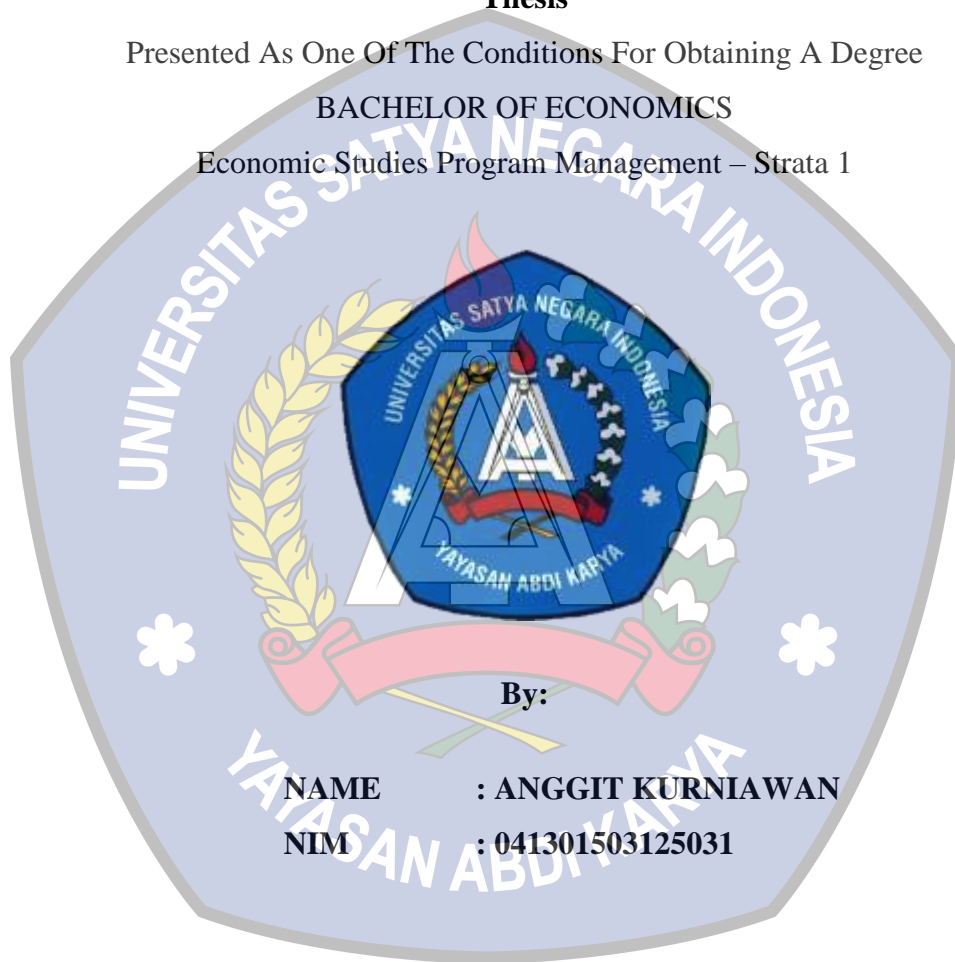 Thesis
Presented As One Of The Conditions For Obtaining A Degree
BACHELOR OF ECONOMICS
Economic Studies Program Management – Strata 1
UNIVERSITAS SATYA NEGARA INDONESIA
UNIVERSITAS SATYA NEGARA INDONESIA
YAYASAN ABDI KARYA
By:
NAME : ANGGIT KURNIAWAN
NIM : 041301503125031
YAYASAN ABDI KARYA